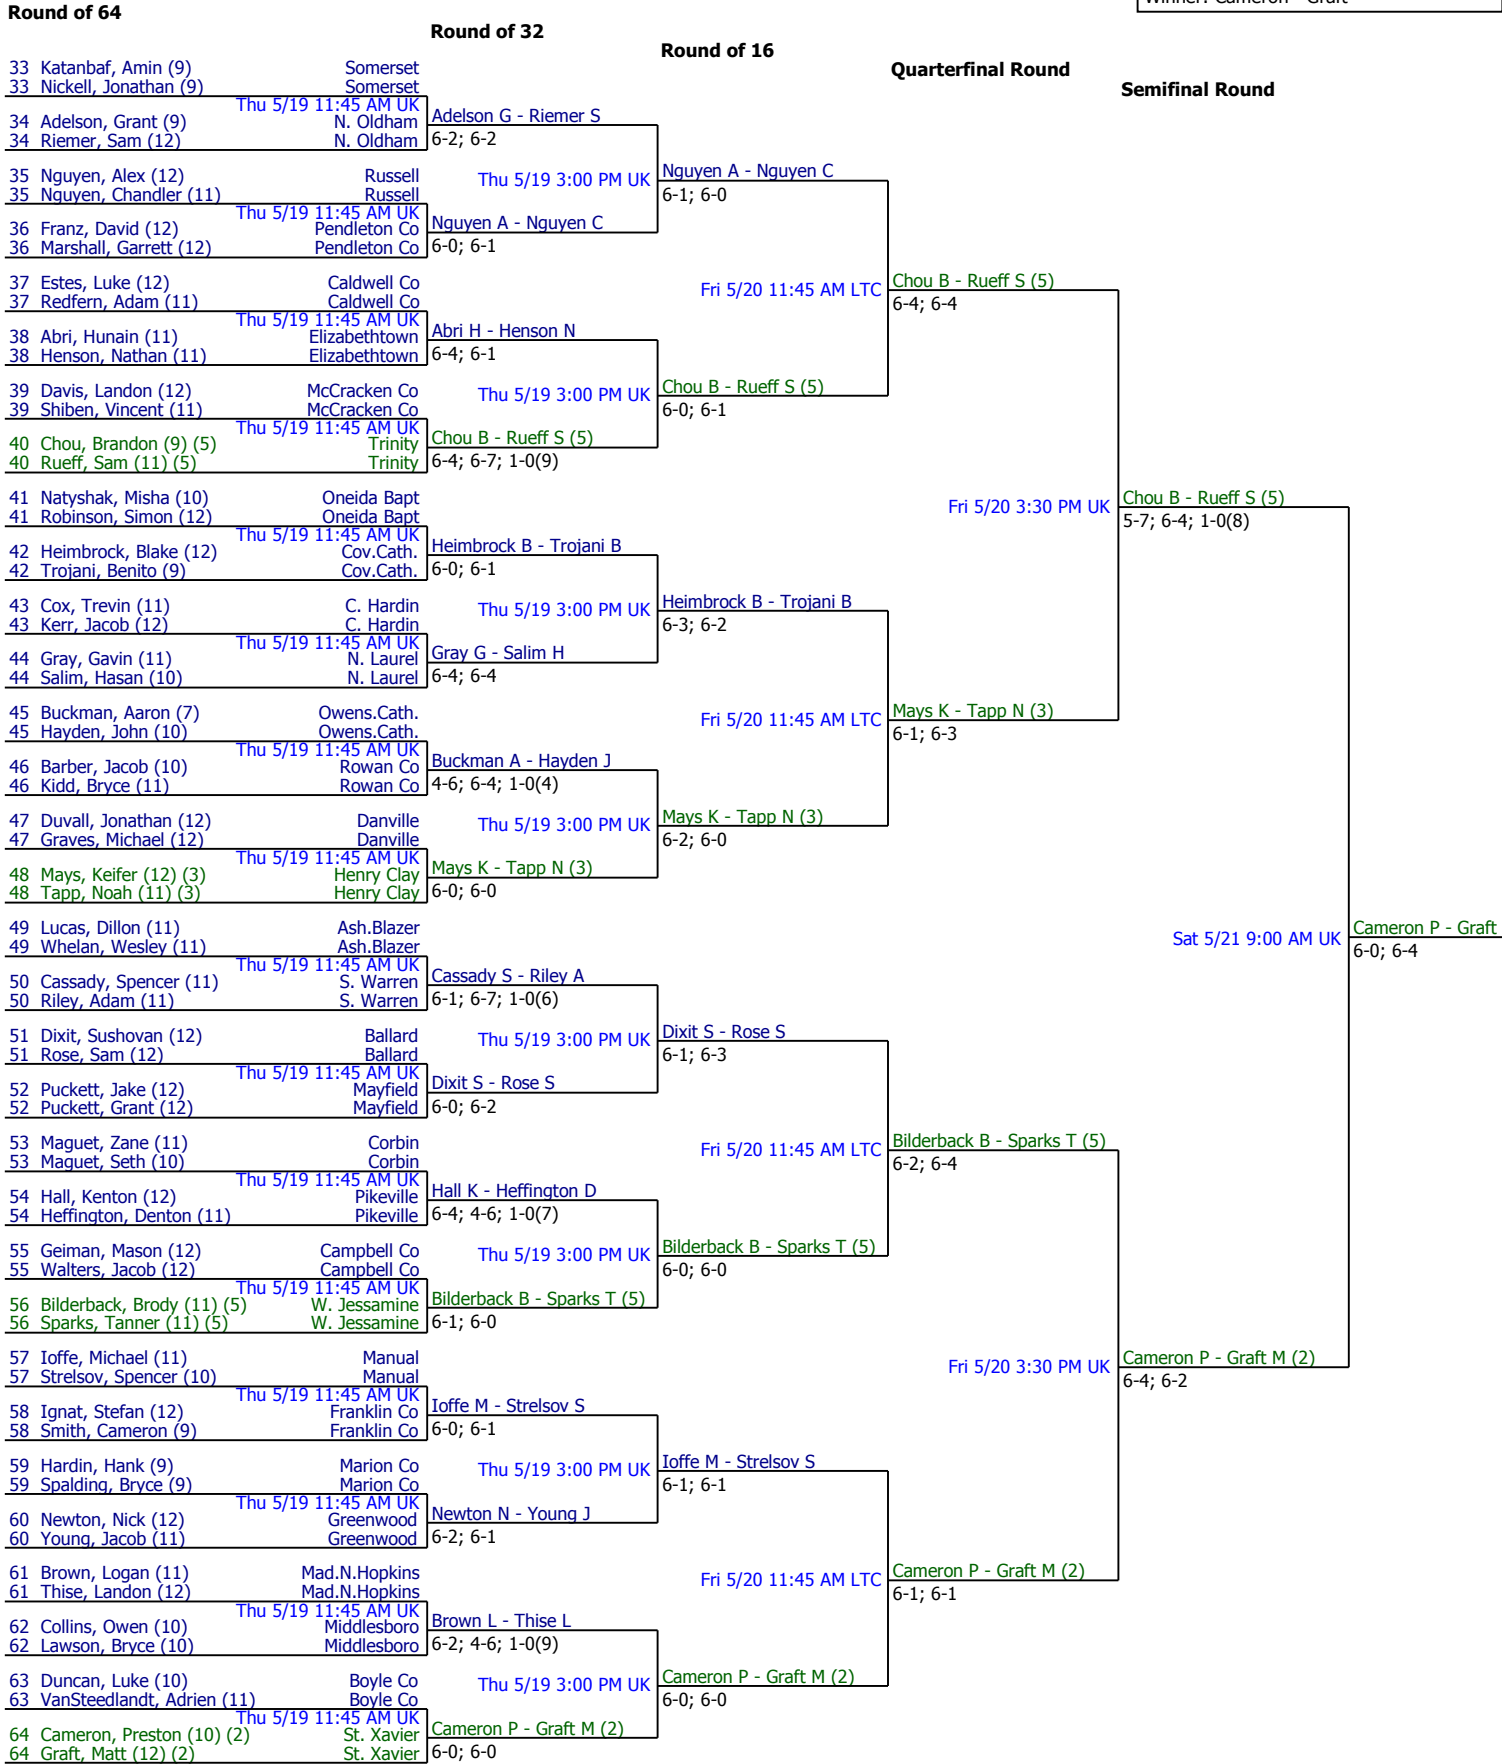 Winner: Cameron - Graft
Round of 64
Round of 32
Round of 16
Quarterfinal Round
Semifinal Round
33 Katanbaf, Amin (9) Somerset
33 Nickell, Jonathan (9) Somerset
Thu 5/19 11:45 AM UK
34 Adelson, Grant (9) N. Oldham
34 Riemer, Sam (12) N. Oldham
35 Nguyen, Alex (12) Russell
35 Nguyen, Chandler (11) Russell
Thu 5/19 11:45 AM UK
36 Franz, David (12) Pendleton Co
36 Marshall, Garrett (12) Pendleton Co
37 Estes, Luke (12) Caldwell Co
37 Redfern, Adam (11) Caldwell Co
Thu 5/19 11:45 AM UK
38 Abri, Hunain (11) Elizabethtown
38 Henson, Nathan (11) Elizabethtown
39 Davis, Landon (12) McCracken Co
39 Shiben, Vincent (11) McCracken Co
Thu 5/19 11:45 AM UK
40 Chou, Brandon (9) (5) Trinity
40 Rueff, Sam (11) (5) Trinity
41 Natyshak, Misha (10) Oneida Bapt
41 Robinson, Simon (12) Oneida Bapt
Thu 5/19 11:45 AM UK
42 Heimbrock, Blake (12) Cov.Cath.
42 Trojani, Benito (9) Cov.Cath.
43 Cox, Trevin (11) C. Hardin
43 Kerr, Jacob (12) C. Hardin
Thu 5/19 11:45 AM UK
44 Gray, Gavin (11) N. Laurel
44 Salim, Hasan (10) N. Laurel
45 Buckman, Aaron (7) Owens.Cath.
45 Hayden, John (10) Owens.Cath.
Thu 5/19 11:45 AM UK
46 Barber, Jacob (10) Rowan Co
46 Kidd, Bryce (11) Rowan Co
47 Duvall, Jonathan (12) Danville
47 Graves, Michael (12) Danville
Thu 5/19 11:45 AM UK
48 Mays, Keifer (12) (3) Henry Clay
48 Tapp, Noah (11) (3) Henry Clay
49 Lucas, Dillon (11) Ash.Blazer
49 Whelan, Wesley (11) Ash.Blazer
Thu 5/19 11:45 AM UK
50 Cassady, Spencer (11) S. Warren
50 Riley, Adam (11) S. Warren
51 Dixit, Sushovan (12) Ballard
51 Rose, Sam (12) Ballard
Thu 5/19 11:45 AM UK
52 Puckett, Jake (12) Mayfield
52 Puckett, Grant (12) Mayfield
53 Maguet, Zane (11) Corbin
53 Maguet, Seth (10) Corbin
Thu 5/19 11:45 AM UK
54 Hall, Kenton (12) Pikeville
54 Heffington, Denton (11) Pikeville
55 Geiman, Mason (12) Campbell Co
55 Walters, Jacob (12) Campbell Co
Thu 5/19 11:45 AM UK
56 Bilderback, Brody (11) (5) W. Jessamine
56 Sparks, Tanner (11) (5) W. Jessamine
57 Ioffe, Michael (11) Manual
57 Strelsov, Spencer (10) Manual
Thu 5/19 11:45 AM UK
58 Ignat, Stefan (12) Franklin Co
58 Smith, Cameron (9) Franklin Co
59 Hardin, Hank (9) Marion Co
59 Spalding, Bryce (9) Marion Co
Thu 5/19 11:45 AM UK
60 Newton, Nick (12) Greenwood
60 Young, Jacob (11) Greenwood
61 Brown, Logan (11) Mad.N.Hopkins
61 Thise, Landon (12) Mad.N.Hopkins
Thu 5/19 11:45 AM UK
62 Collins, Owen (10) Middlesboro
62 Lawson, Bryce (10) Middlesboro
63 Duncan, Luke (10) Boyle Co
63 VanSteedlandt, Adrien (11) Boyle Co
Thu 5/19 11:45 AM UK
64 Cameron, Preston (10) (2) St. Xavier
64 Graft, Matt (12) (2) St. Xavier
Adelson G - Riemer S
6-2; 6-2
Thu 5/19 3:00 PM UK
Nguyen A - Nguyen C
6-0; 6-1
Abri H - Henson N
6-4; 6-1
Thu 5/19 3:00 PM UK
Chou B - Rueff S (5)
6-4; 6-7; 1-0(9)
Heimbrock B - Trojani B
6-0; 6-1
Thu 5/19 3:00 PM UK
Gray G - Salim H
6-4; 6-4
Buckman A - Hayden J
4-6; 6-4; 1-0(4)
Thu 5/19 3:00 PM UK
Mays K - Tapp N (3)
6-0; 6-0
Cassady S - Riley A
6-1; 6-7; 1-0(6)
Thu 5/19 3:00 PM UK
Dixit S - Rose S
6-0; 6-2
Hall K - Heffington D
6-4; 4-6; 1-0(7)
Thu 5/19 3:00 PM UK
Bilderback B - Sparks T (5)
6-1; 6-0
Ioffe M - Strelsov S
6-0; 6-1
Thu 5/19 3:00 PM UK
Newton N - Young J
6-2; 6-1
Brown L - Thise L
6-2; 4-6; 1-0(9)
Thu 5/19 3:00 PM UK
Cameron P - Graft M (2)
6-0; 6-0
Nguyen A - Nguyen C
6-1; 6-0
Fri 5/20 11:45 AM LTC
Chou B - Rueff S (5)
6-0; 6-1
Heimbrock B - Trojani B
6-3; 6-2
Fri 5/20 11:45 AM LTC
Mays K - Tapp N (3)
6-2; 6-0
Dixit S - Rose S
6-1; 6-3
Fri 5/20 11:45 AM LTC
Bilderback B - Sparks T (5)
6-0; 6-0
Ioffe M - Strelsov S
6-1; 6-1
Fri 5/20 11:45 AM LTC
Cameron P - Graft M (2)
6-0; 6-0
Chou B - Rueff S (5)
6-4; 6-4
Fri 5/20 3:30 PM UK
Mays K - Tapp N (3)
6-1; 6-3
Bilderback B - Sparks T (5)
6-2; 6-4
Fri 5/20 3:30 PM UK
Cameron P - Graft M (2)
6-1; 6-1
Chou B - Rueff S (5)
5-7; 6-4; 1-0(8)
Sat 5/21 9:00 AM UK
Cameron P - Graft M (2)
6-4; 6-2
Cameron P - Graft
6-0; 6-4